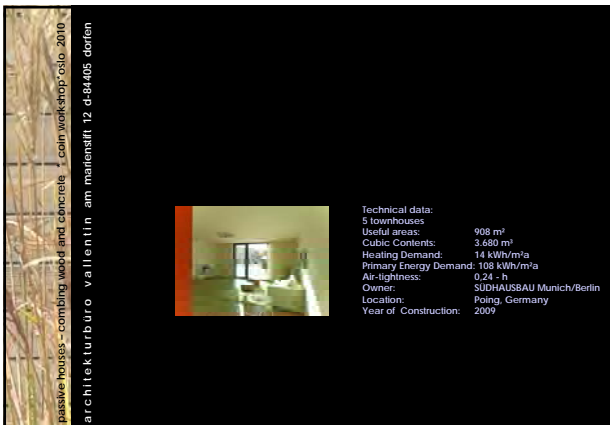 passive houses - combing wood and concrete * coin workshop*oslo 2010
architekturbüro vallentin am marienstift 12 d-84405 dorfen
Technical data:
5 townhouses
Useful areas: 908 m²
Cubic Contents: 3.680 m³
Heating Demand: 14 kWh/m²a
Primary Energy Demand: 108 kWh/m²a
Air-tightness: 0,24 - h
Owner: SÜDHAUSBAU Munich/Berlin
Location: Poing, Germany
Year of Construction: 2009